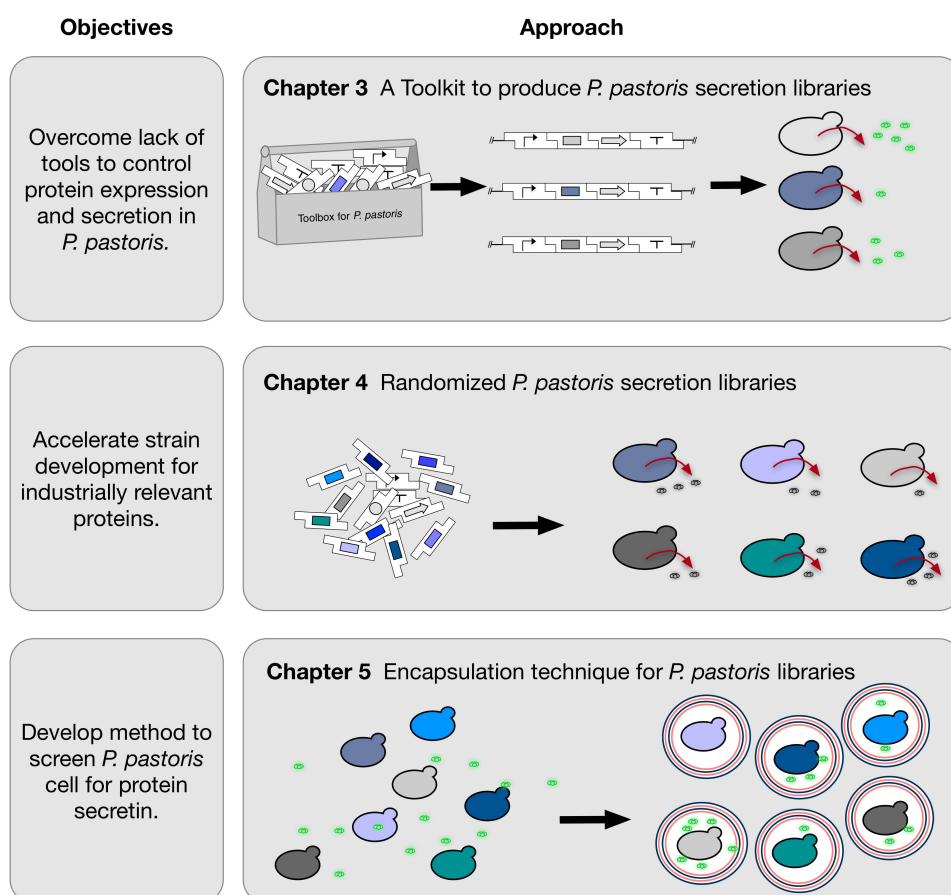 Objectives
Approach
Overcome lack of
tools to control
protein expression
and secretion in
P. pastoris.
Chapter 3 A Toolkit to produce P. pastoris secretion libraries
Toolbox for P. pastoris
Accelerate strain
development for
industrially relevant
proteins.
Chapter 4 Randomized P. pastoris secretion libraries
Develop method to
screen P. pastoris
cell for protein
secretin.
Chapter 5 Encapsulation technique for P. pastoris libraries